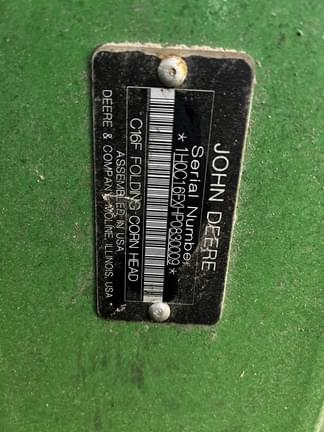 JOHN DEERE
Serial Number
*1H0C16FXHP0830009*
C16F FOLDING CORN HEAD
ASSEMBLED IN USA
DEERE & COMPANY MOLINE, ILLINOIS, USA